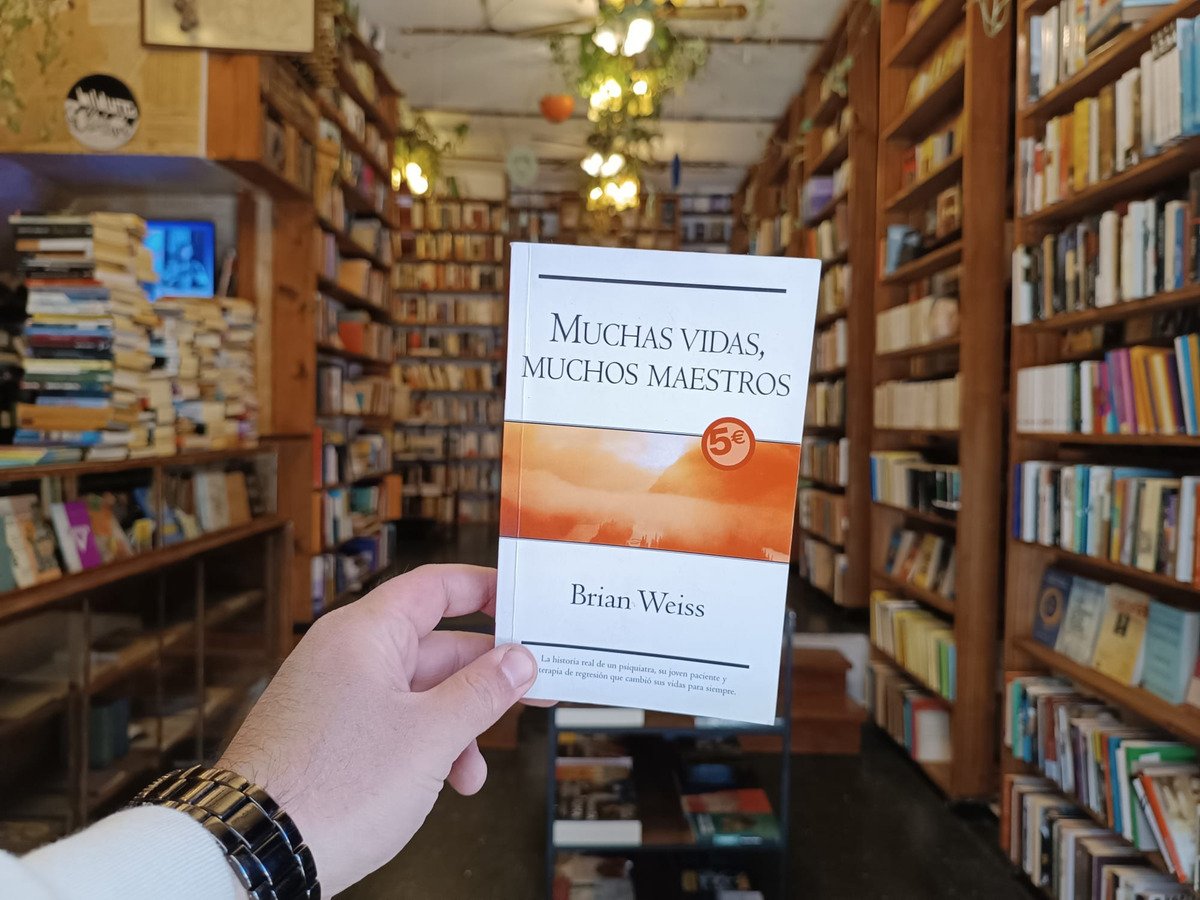 MUCHAS VIDAS,
MUCHOS MAESTROS
5€
Brian Weiss
La historia real de un psiquiatra, su joven paciente y
terapia de regresión que cambió sus vidas para siempre.